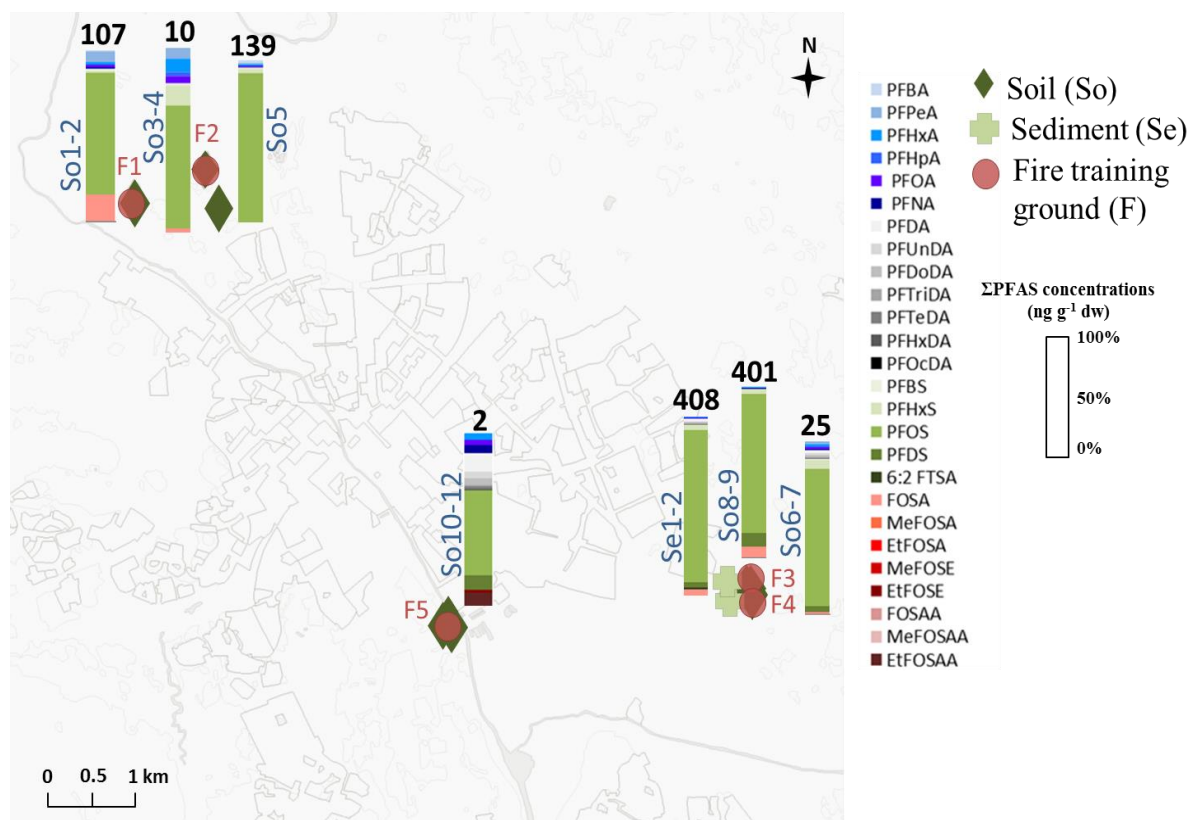 107
10
139
So1-2
So3-4
So5
F1
F2
N
2
408
401
25
So10-12
Se1-2
So8-9
So6-7
F3
F4
F5
0 0.5 1 km
PFBA
PFPeA
PFHxA
PFHpA
PFOA
PFNA
PFDA
PFUnDA
PFDoDA
PFTriDA
PFTeDA
PFHxDA
PFOcDA
PFBS
PFHxS
PFOS
PFDS
6:2 FTSA
FOSA
MeFOSA
EtFOSA
MeFOSE
EtFOSE
FOSAA
MeFOSAA
EtFOSAA
Soil (So)
Sediment (Se)
Fire training
ground (F)
ΣPFAS concentrations
(ng g⁻¹ dw)
100%
50%
0%